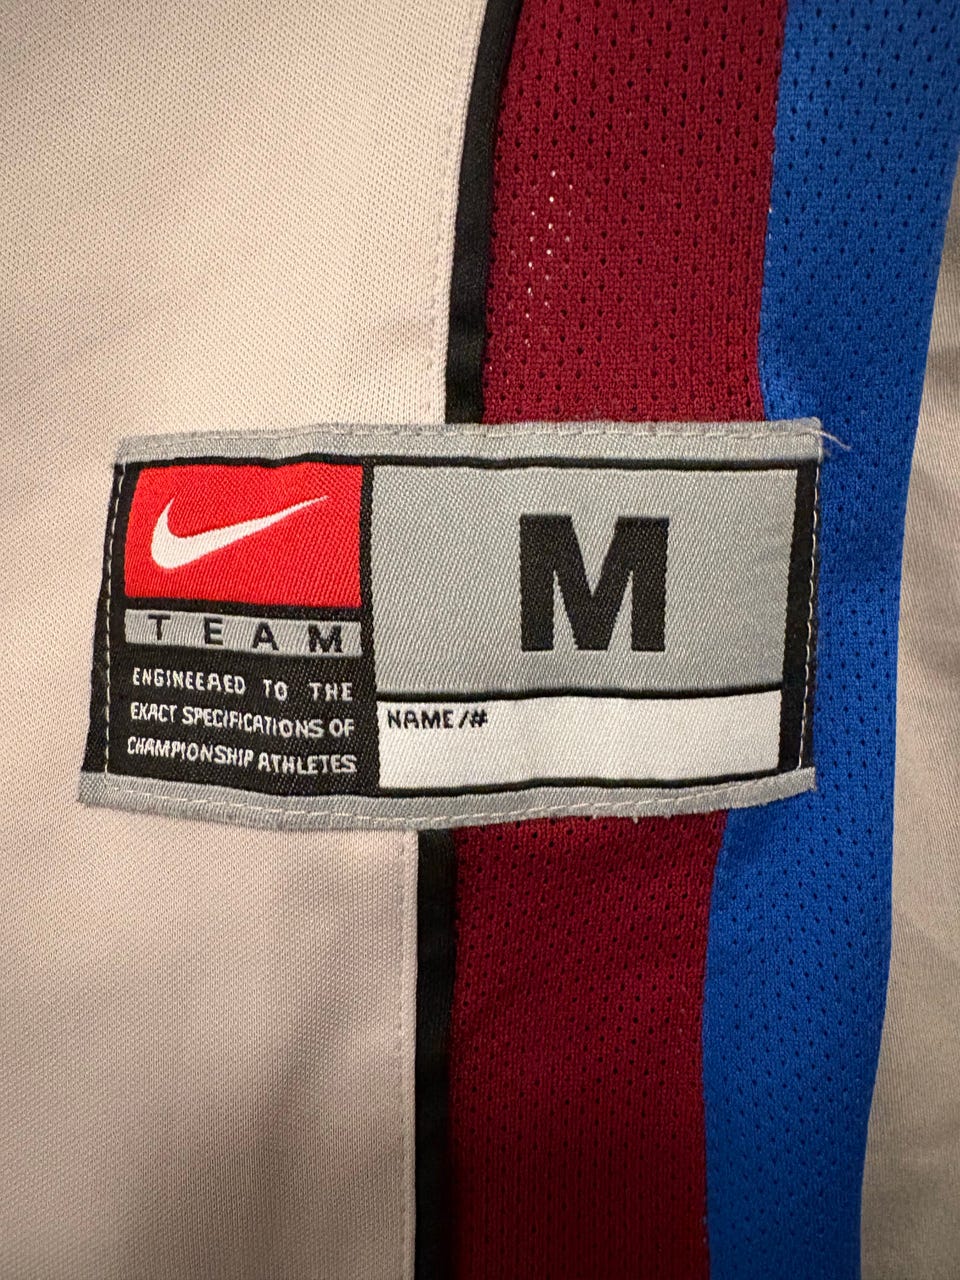 M
TEAM
ENGINEERED TO THE
EXACT SPECIFICATIONS OF
CHAMPIONSHIP ATHLETES
NAME/#